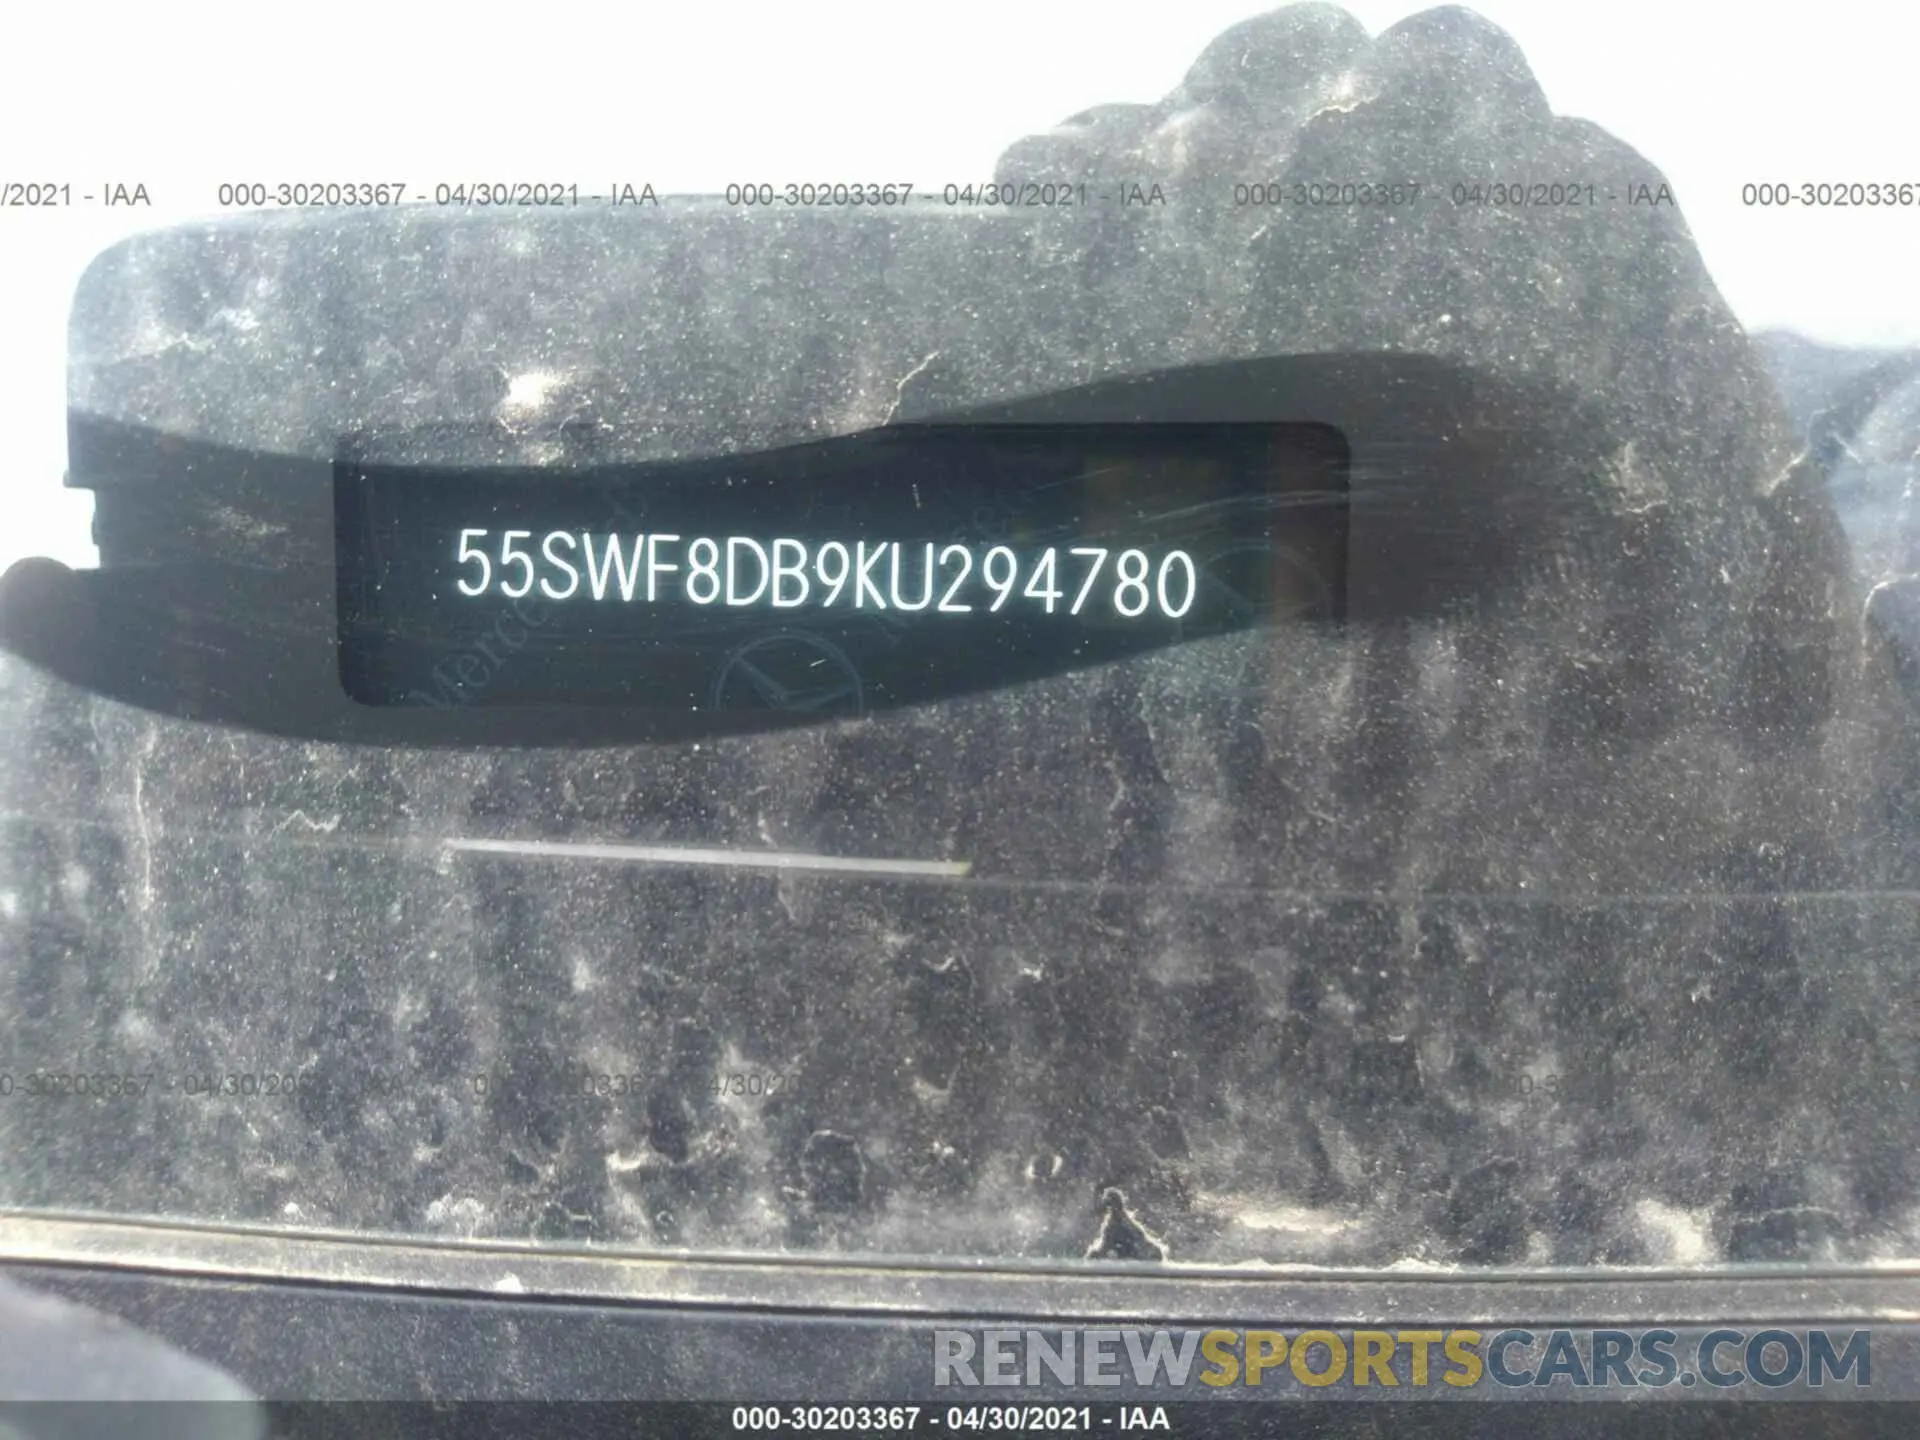 /2021 - IAA 000-30203367 - 04/30/2021 - IAA 000-30203367 - 04/30/2021 - IAA 000-30203367 - 04/30/2021 - IAA 000-30203367
55SWF8DB9KU294780
RENEWSPORTSCARS.COM
000-30203367 - 04/30/2021 - IAA